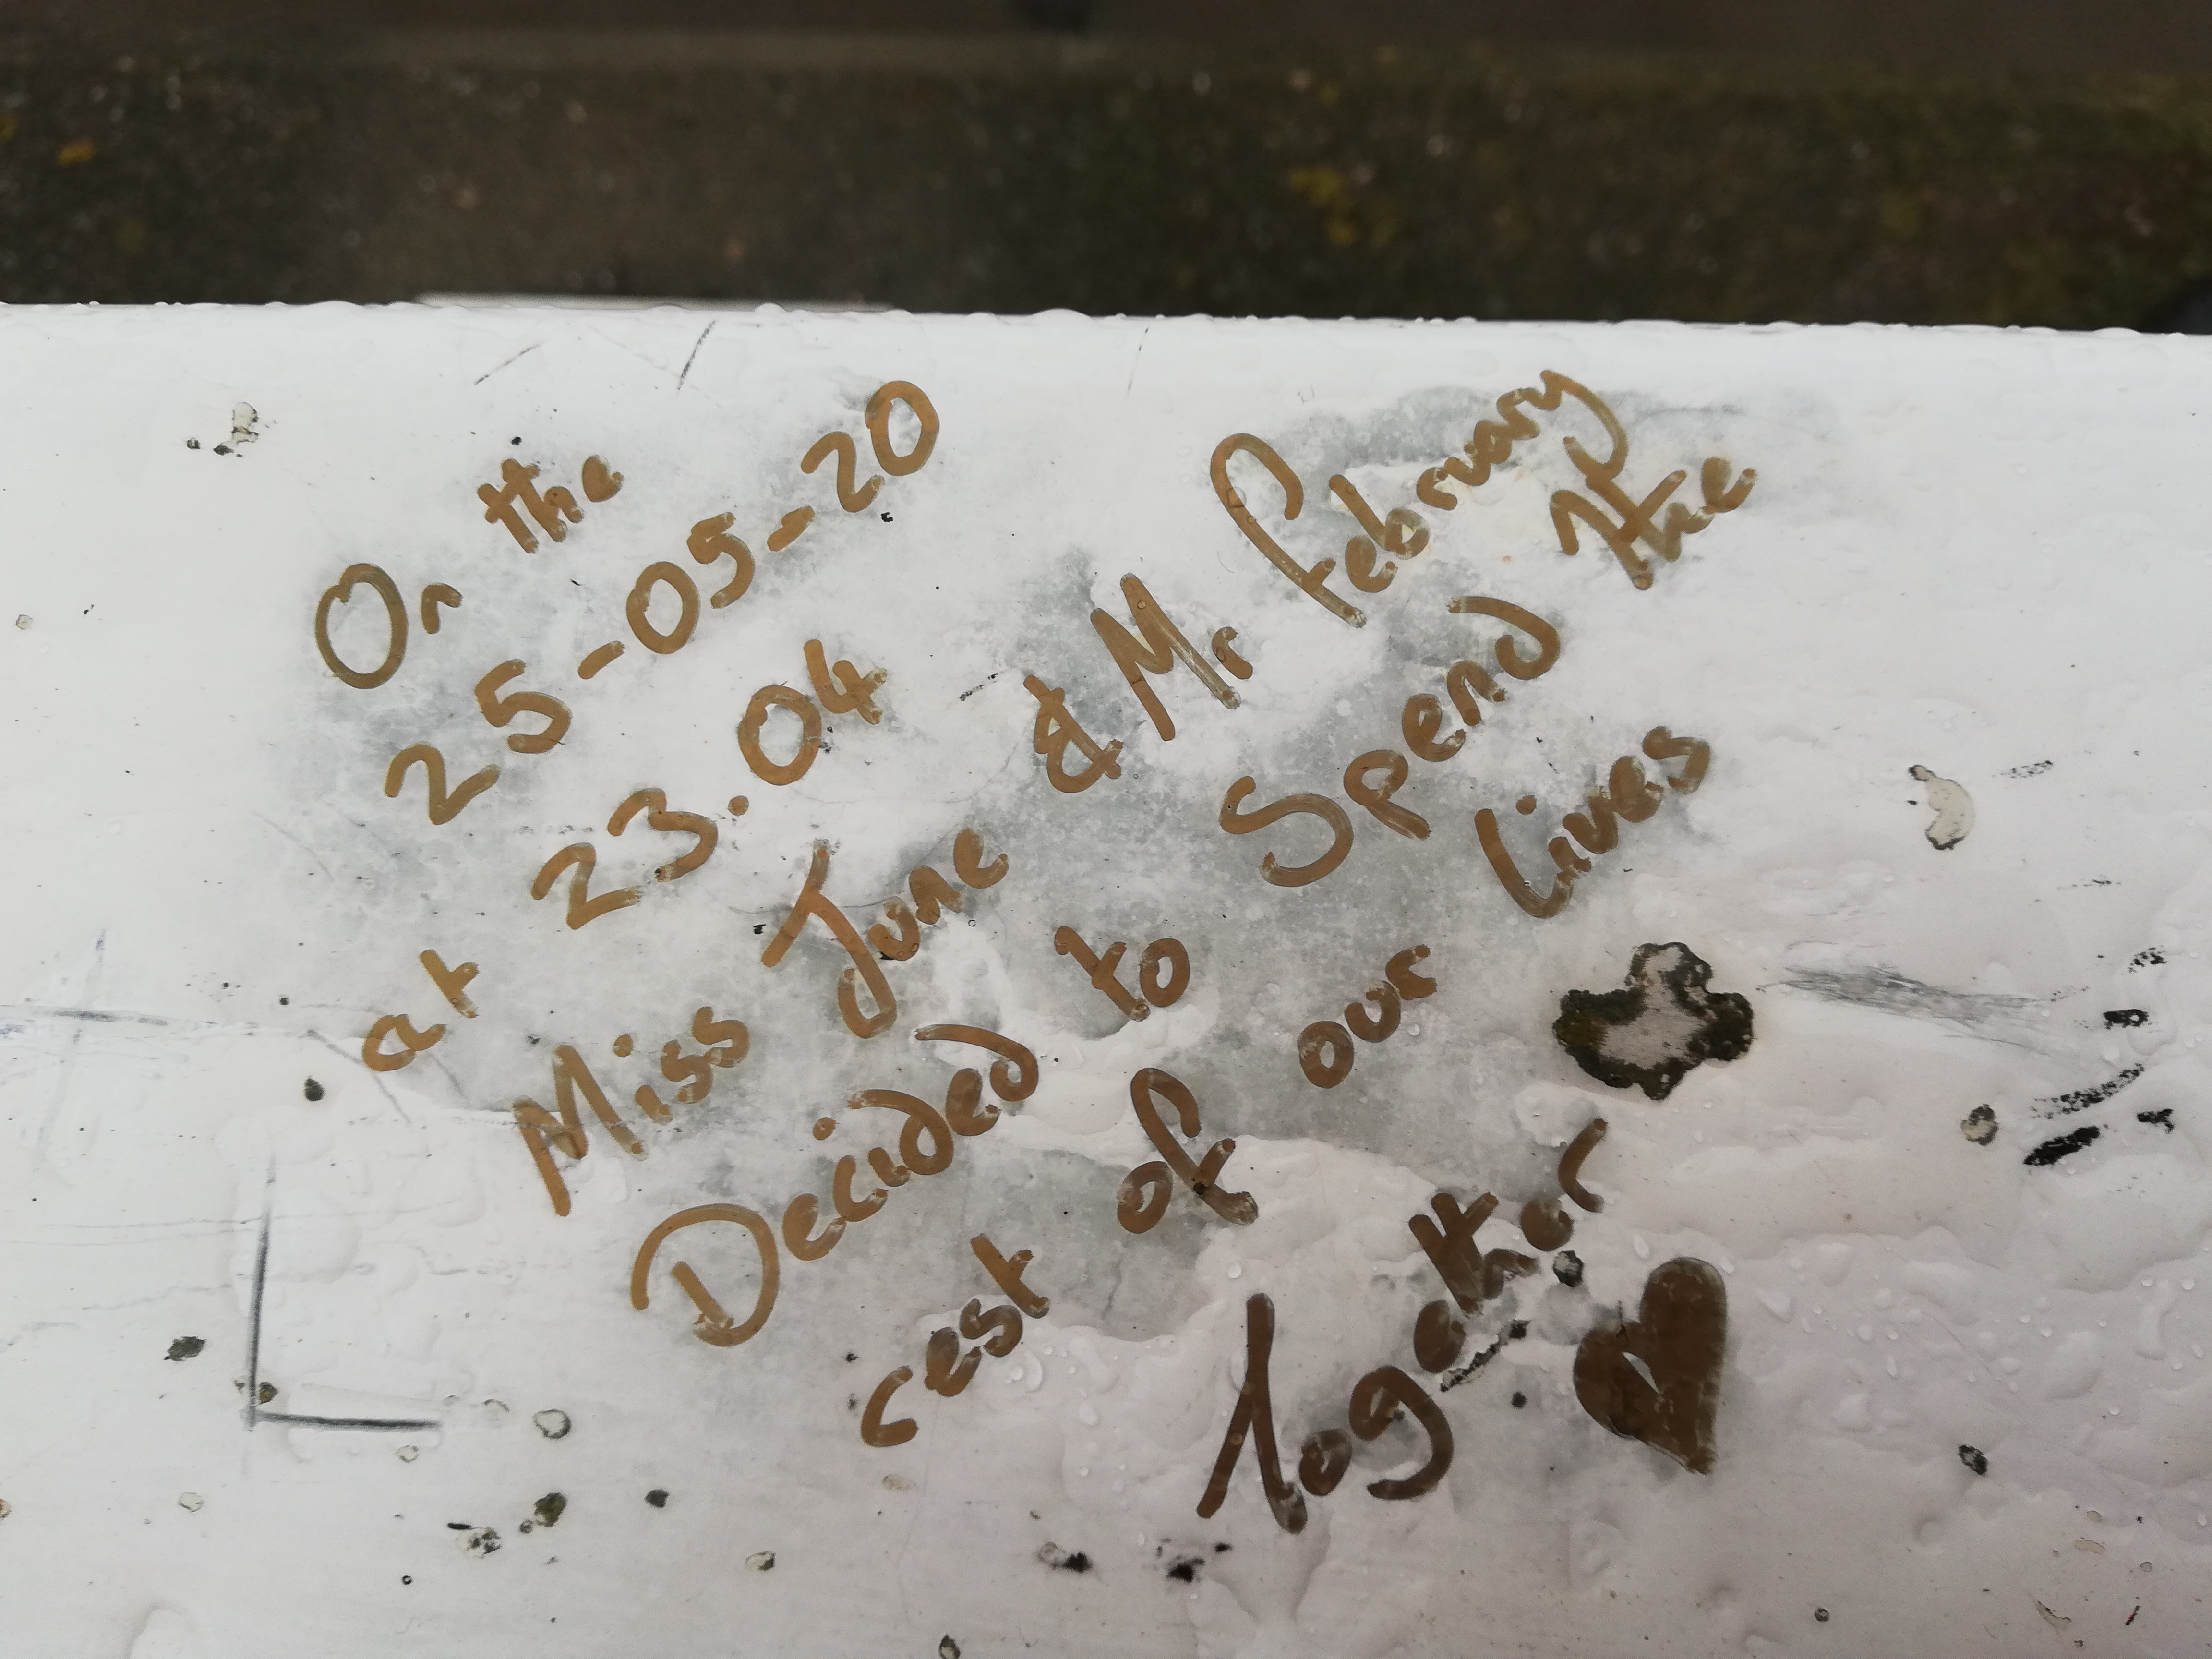 On the
25-05-20
at 23.04
Miss June & Mr February
Decided to Spend the
rest of our lives
Together